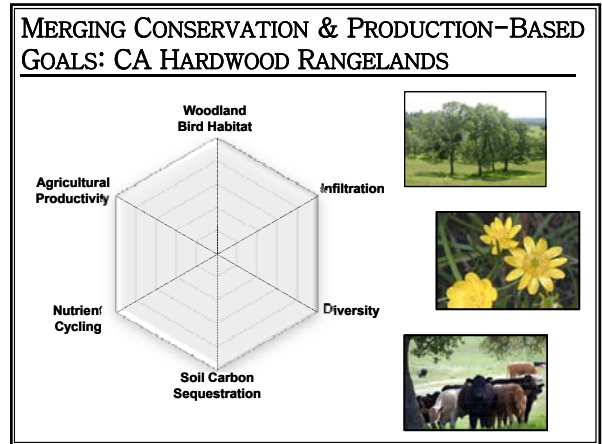 MERGING CONSERVATION & PRODUCTION-BASED
GOALS: CA HARDWOOD RANGELANDS
Woodland
Bird Habitat
Agricultural
Productivity
Infiltration
Nutrient
Cycling
Diversity
Soil Carbon
Sequestration